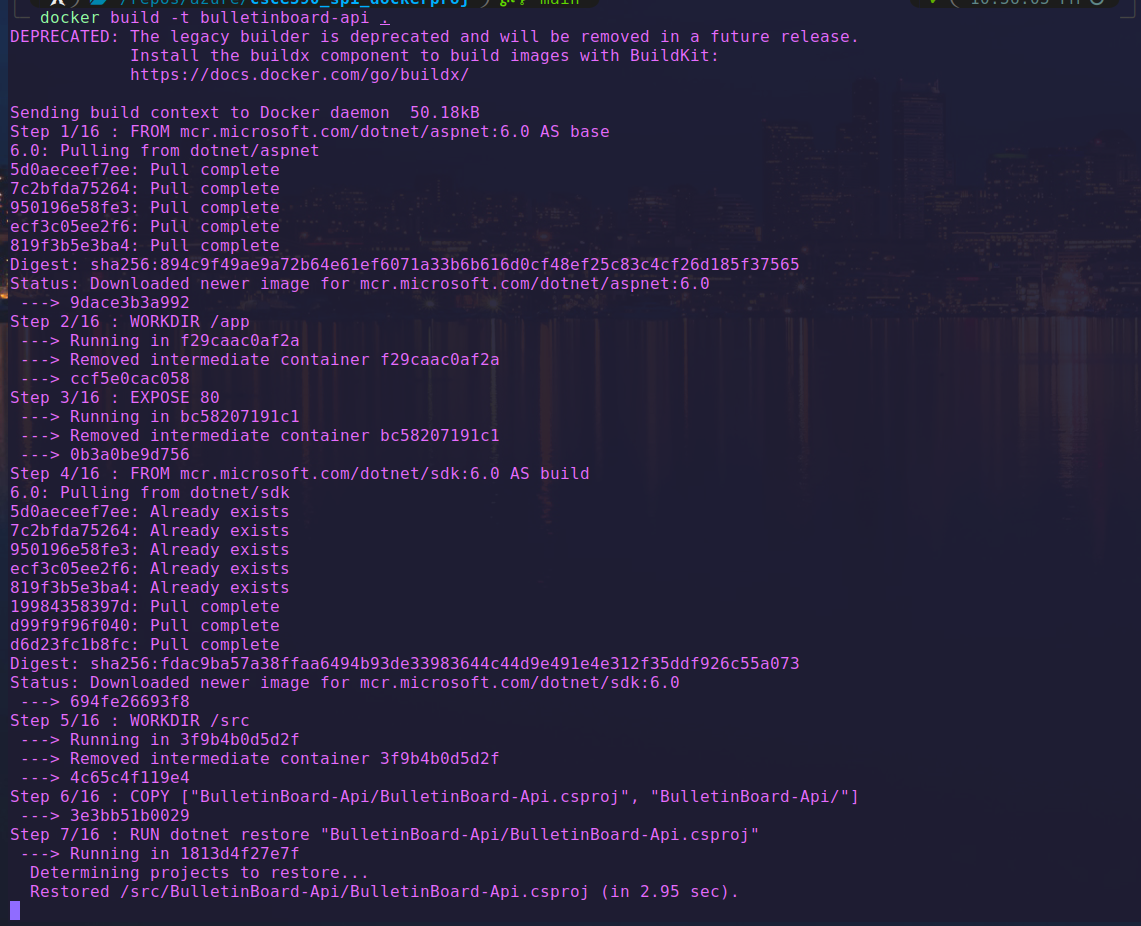 docker build -t bulletinboard-api .
DEPRECATED: The legacy builder is deprecated and will be removed in a future release.
            Install the buildx component to build images with BuildKit:
            https://docs.docker.com/go/buildx/
Sending build context to Docker daemon  50.18kB
Step 1/16 : FROM mcr.microsoft.com/dotnet/aspnet:6.0 AS base
6.0: Pulling from dotnet/aspnet
5d0aeceef7ee: Pull complete
7c2bfda75264: Pull complete
950196e58fe3: Pull complete
ecf3c05ee2f6: Pull complete
819f3b5e3ba4: Pull complete
Digest: sha256:894c9f49ae9a72b64e61ef6071a33b6b616d0cf48ef25c83c4cf26d185f37565
Status: Downloaded newer image for mcr.microsoft.com/dotnet/aspnet:6.0
 ---> 9dace3b3a992
Step 2/16 : WORKDIR /app
 ---> Running in f29caac0af2a
 ---> Removed intermediate container f29caac0af2a
 ---> ccf5e0cac058
Step 3/16 : EXPOSE 80
 ---> Running in bc58207191c1
 ---> Removed intermediate container bc58207191c1
 ---> 0b3a0be9d756
Step 4/16 : FROM mcr.microsoft.com/dotnet/sdk:6.0 AS build
6.0: Pulling from dotnet/sdk
5d0aeceef7ee: Already exists
7c2bfda75264: Already exists
950196e58fe3: Already exists
ecf3c05ee2f6: Already exists
819f3b5e3ba4: Already exists
19984358397d: Pull complete
d99f9f96f040: Pull complete
d6d23fc1b8fc: Pull complete
Digest: sha256:fdac9ba57a38ffaa6494b93de33983644c44d9e491e4e312f35ddf926c55a073
Status: Downloaded newer image for mcr.microsoft.com/dotnet/sdk:6.0
 ---> 694fe26693f8
Step 5/16 : WORKDIR /src
 ---> Running in 3f9b4b0d5d2f
 ---> Removed intermediate container 3f9b4b0d5d2f
 ---> 4c65c4f119e4
Step 6/16 : COPY ["BulletinBoard-Api/BulletinBoard-Api.csproj", "BulletinBoard-Api/"]
 ---> 3e3bb51b0029
Step 7/16 : RUN dotnet restore "BulletinBoard-Api/BulletinBoard-Api.csproj"
 ---> Running in 1813d4f27e7f
  Determining projects to restore...
  Restored /src/BulletinBoard-Api/BulletinBoard-Api.csproj (in 2.95 sec).